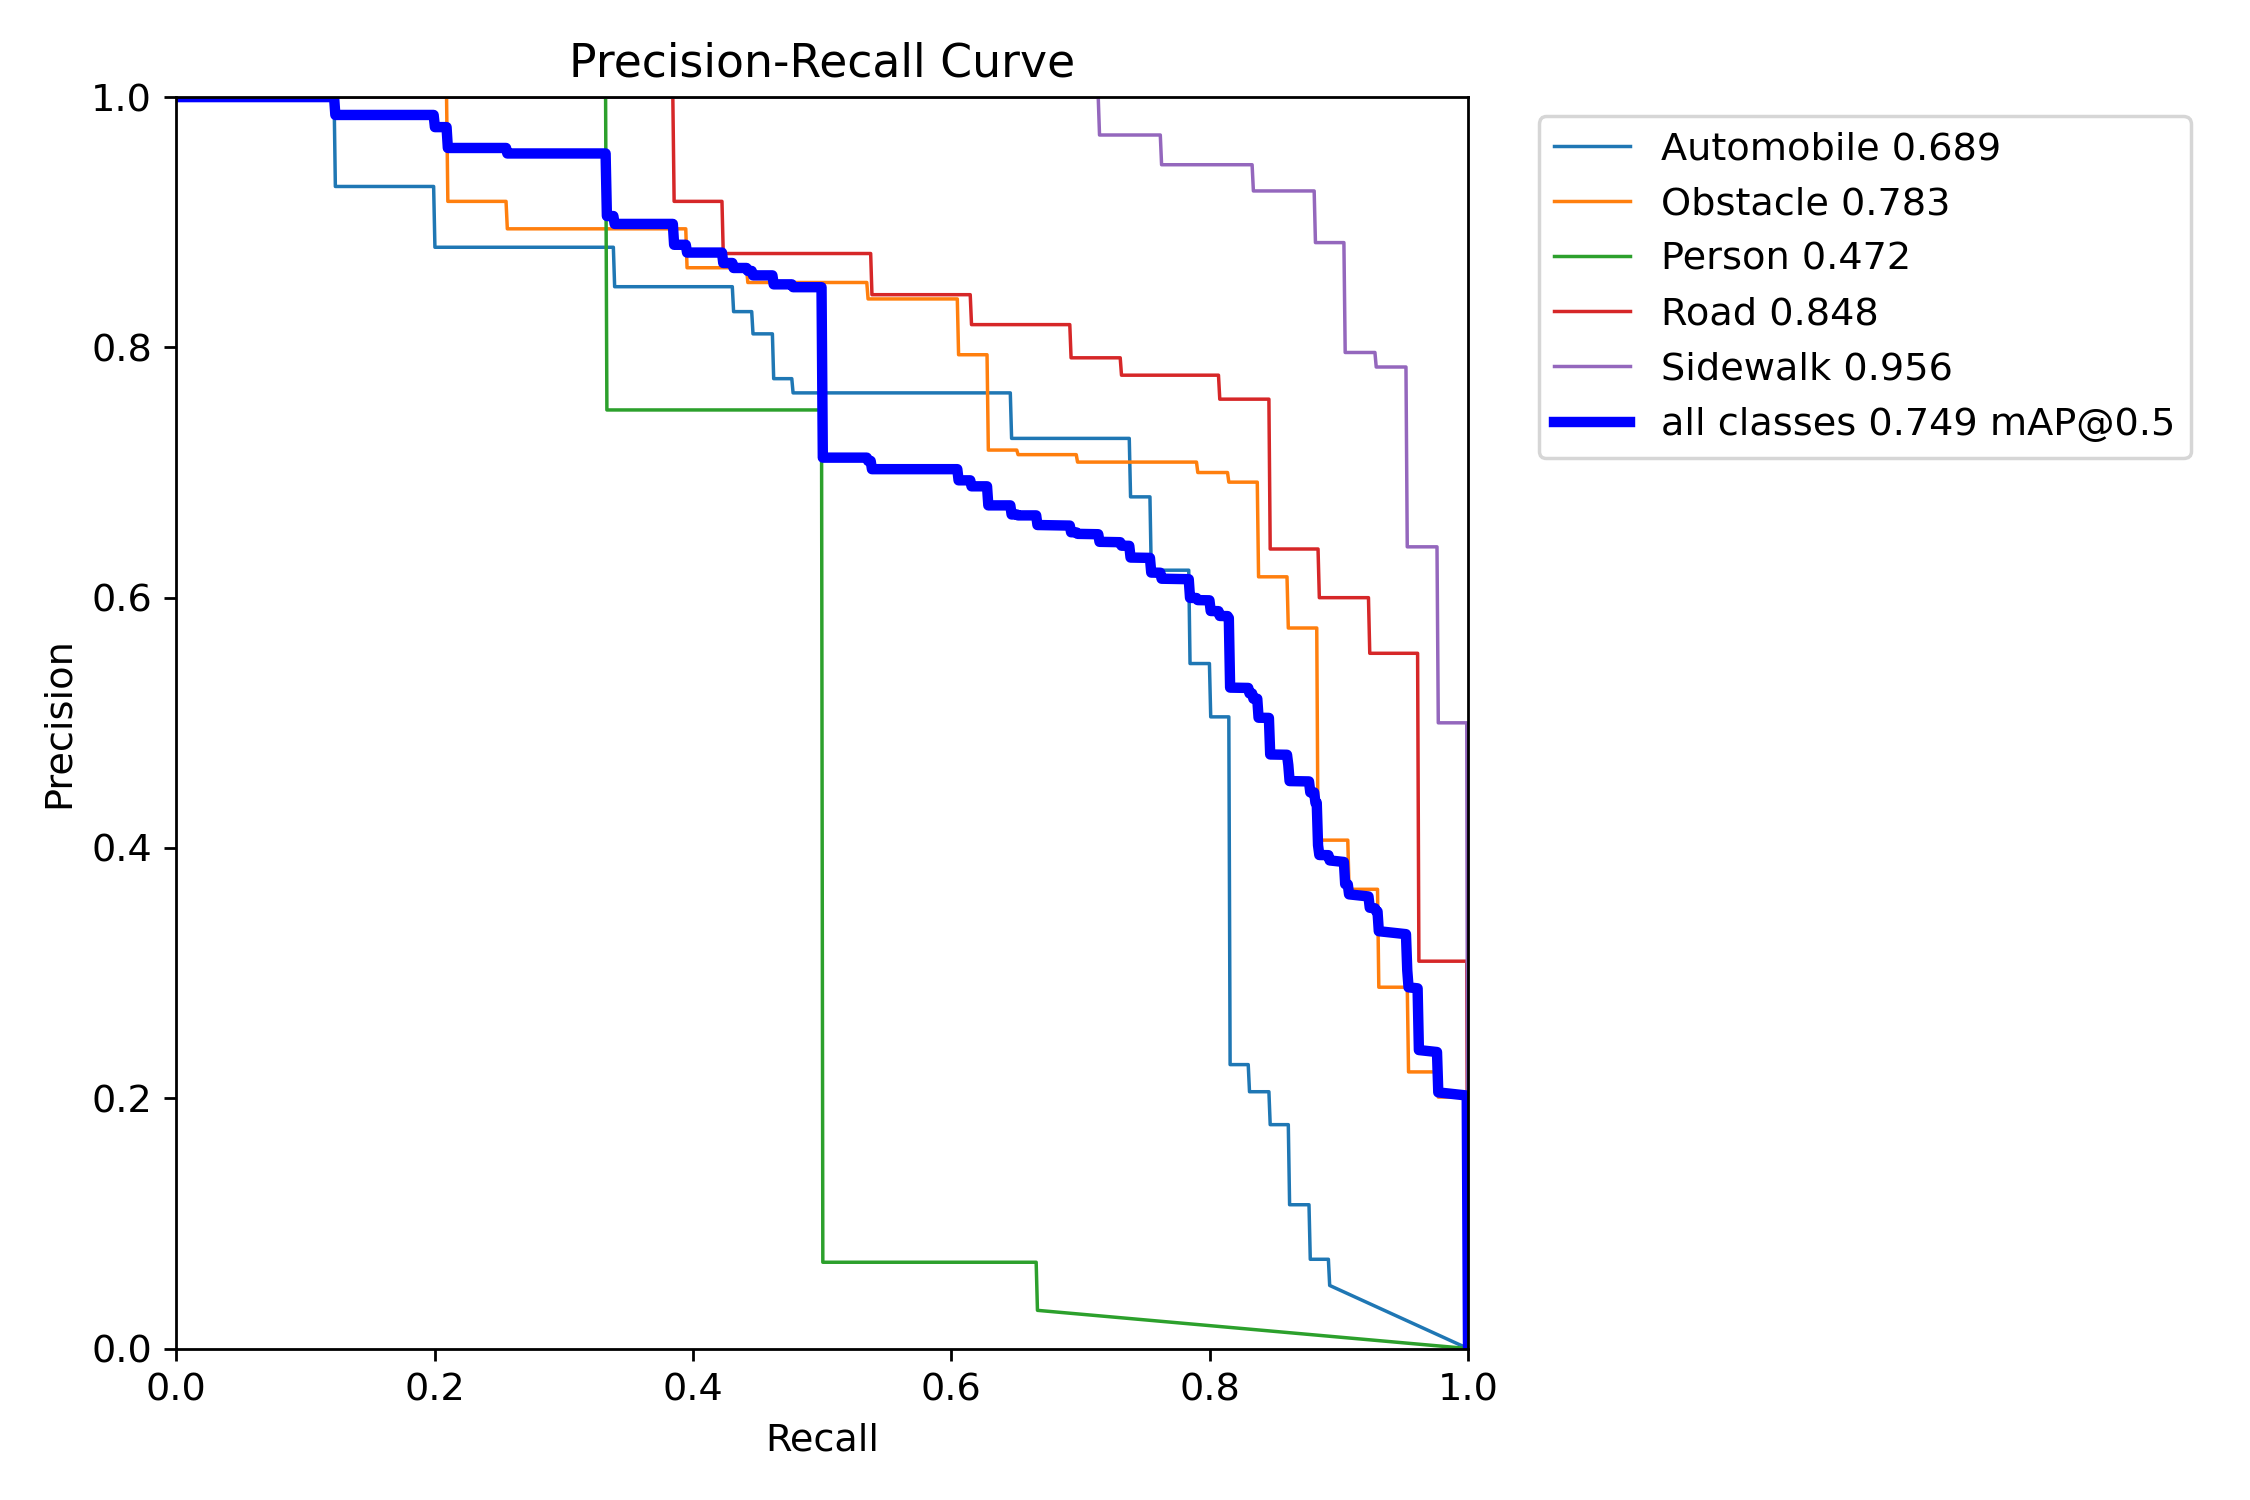 Precision-Recall Curve
1.0
0.8
0.6
0.4
0.2
0.0
Precision
0.0 0.2 0.4 0.6 0.8 1.0
Recall
Automobile 0.689
Obstacle 0.783
Person 0.472
Road 0.848
Sidewalk 0.956
all classes 0.749 mAP@0.5